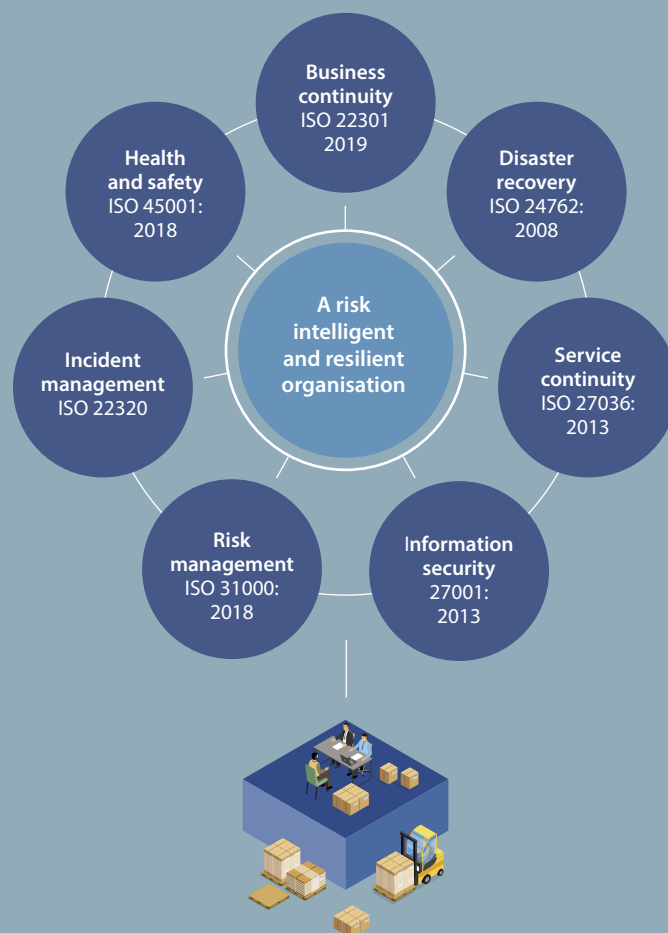 Business
continuity
ISO 22301
2019
Health
and safety
ISO 45001:
2018
Disaster
recovery
ISO 24762:
2008
A risk
intelligent
and resilient
organisation
Incident
management
ISO 22320
Service
continuity
ISO 27036:
2013
Risk
management
ISO 31000:
2018
Information
security
27001:
2013